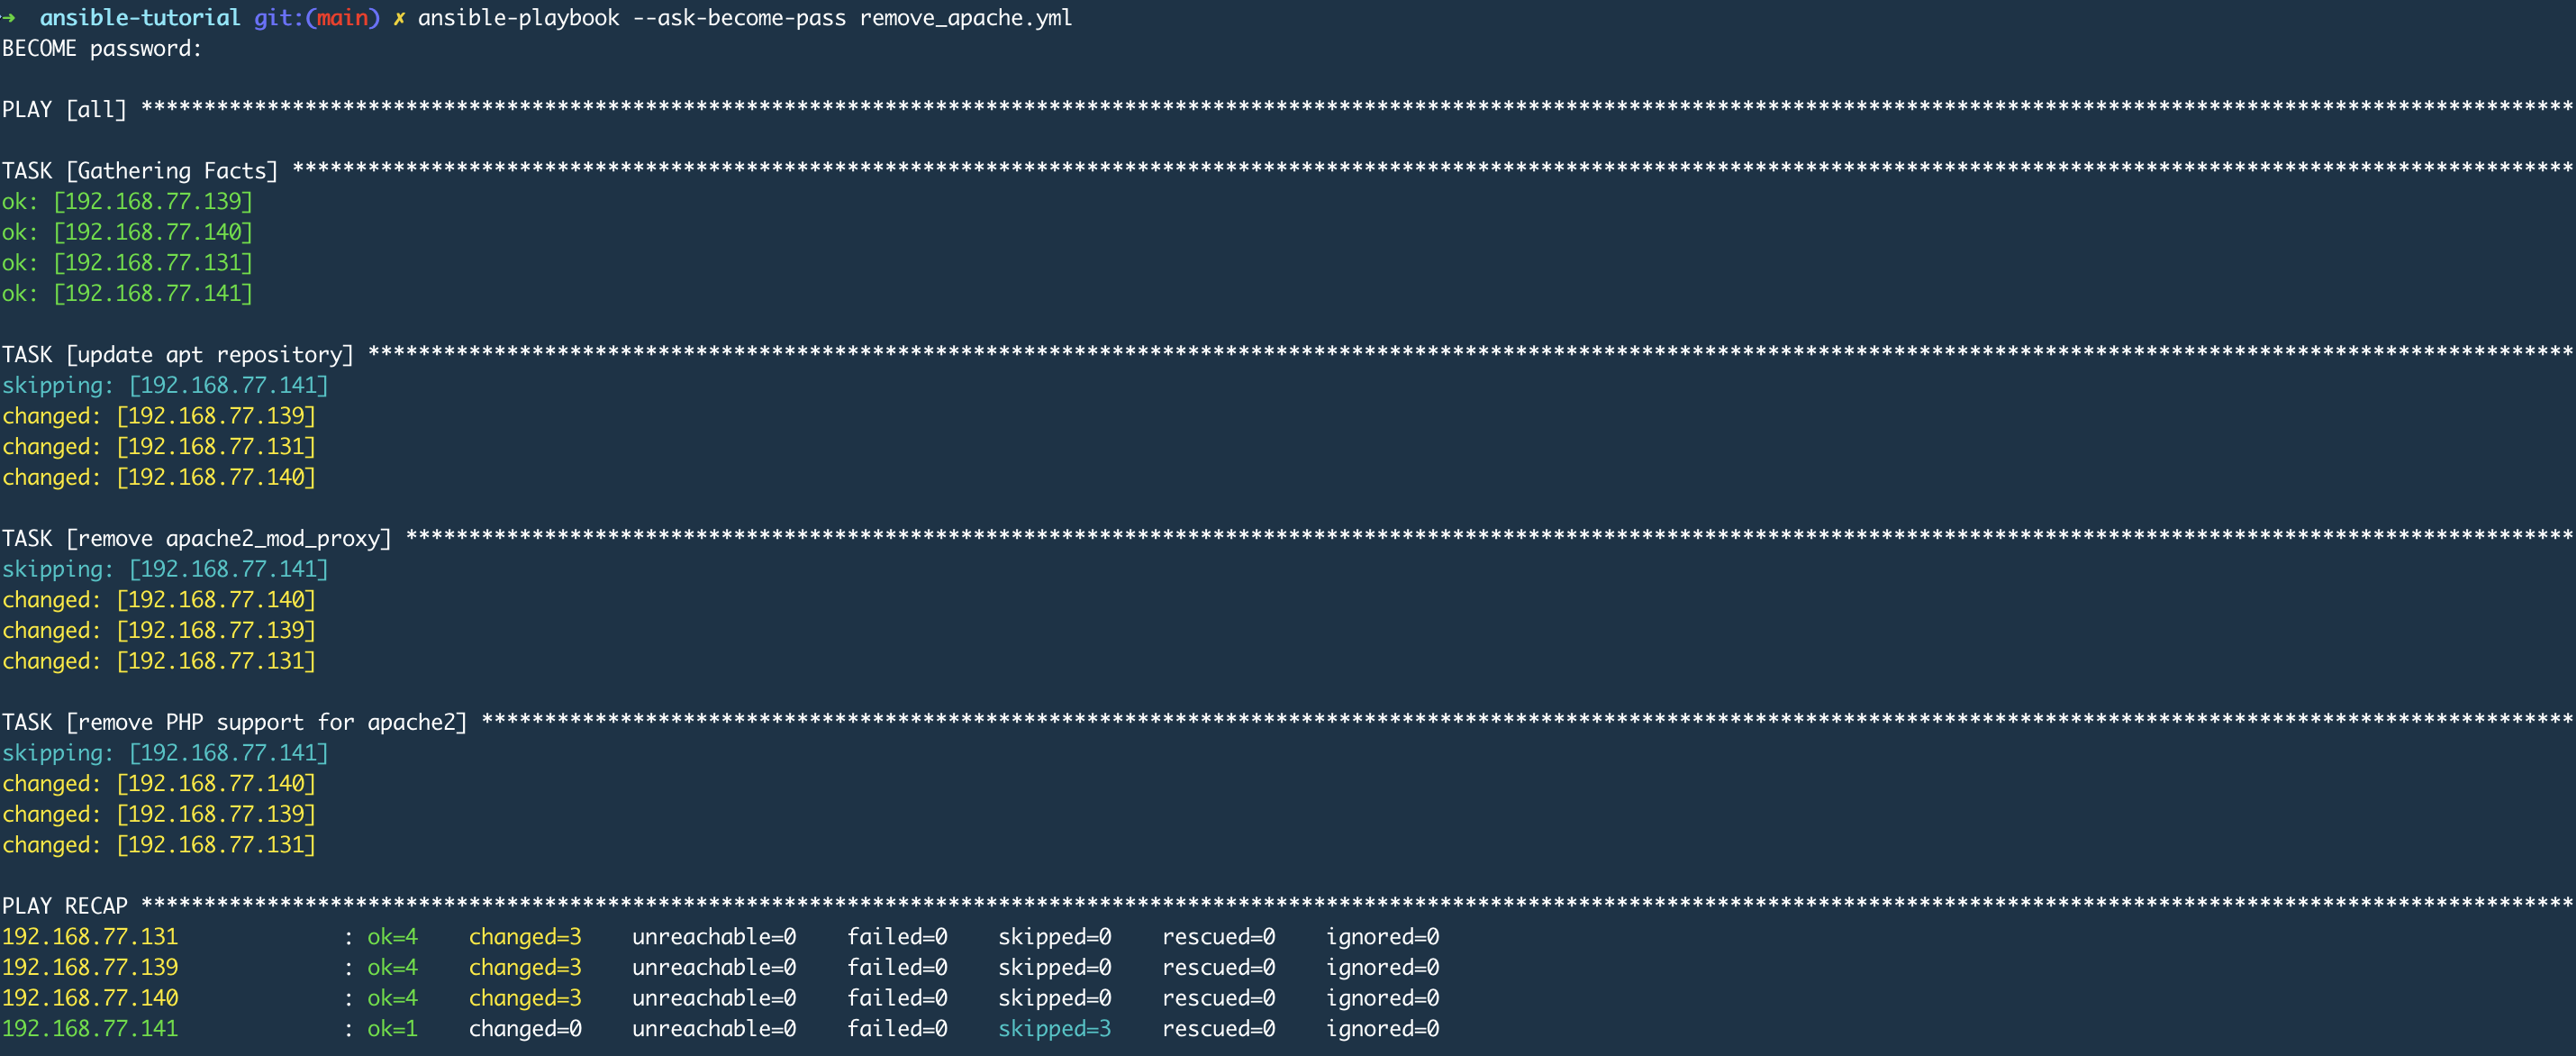 → ansible-tutorial git:(main) ✗ ansible-playbook --ask-become-pass remove_apache.yml
BECOME password:
PLAY [all] ****************************************************************************************************
TASK [Gathering Facts] ****************************************************************************************************
ok: [192.168.77.139]
ok: [192.168.77.140]
ok: [192.168.77.131]
ok: [192.168.77.141]
TASK [update apt repository] ****************************************************************************************************
skipping: [192.168.77.141]
changed: [192.168.77.139]
changed: [192.168.77.131]
changed: [192.168.77.140]
TASK [remove apache2_mod_proxy] ****************************************************************************************************
skipping: [192.168.77.141]
changed: [192.168.77.140]
changed: [192.168.77.139]
changed: [192.168.77.131]
TASK [remove PHP support for apache2] ****************************************************************************************************
skipping: [192.168.77.141]
changed: [192.168.77.140]
changed: [192.168.77.139]
changed: [192.168.77.131]
PLAY RECAP ****************************************************************************************************
192.168.77.131 : ok=4 changed=3 unreachable=0 failed=0 skipped=0 rescued=0 ignored=0
192.168.77.139 : ok=4 changed=3 unreachable=0 failed=0 skipped=0 rescued=0 ignored=0
192.168.77.140 : ok=4 changed=3 unreachable=0 failed=0 skipped=0 rescued=0 ignored=0
192.168.77.141 : ok=1 changed=0 unreachable=0 failed=0 skipped=3 rescued=0 ignored=0